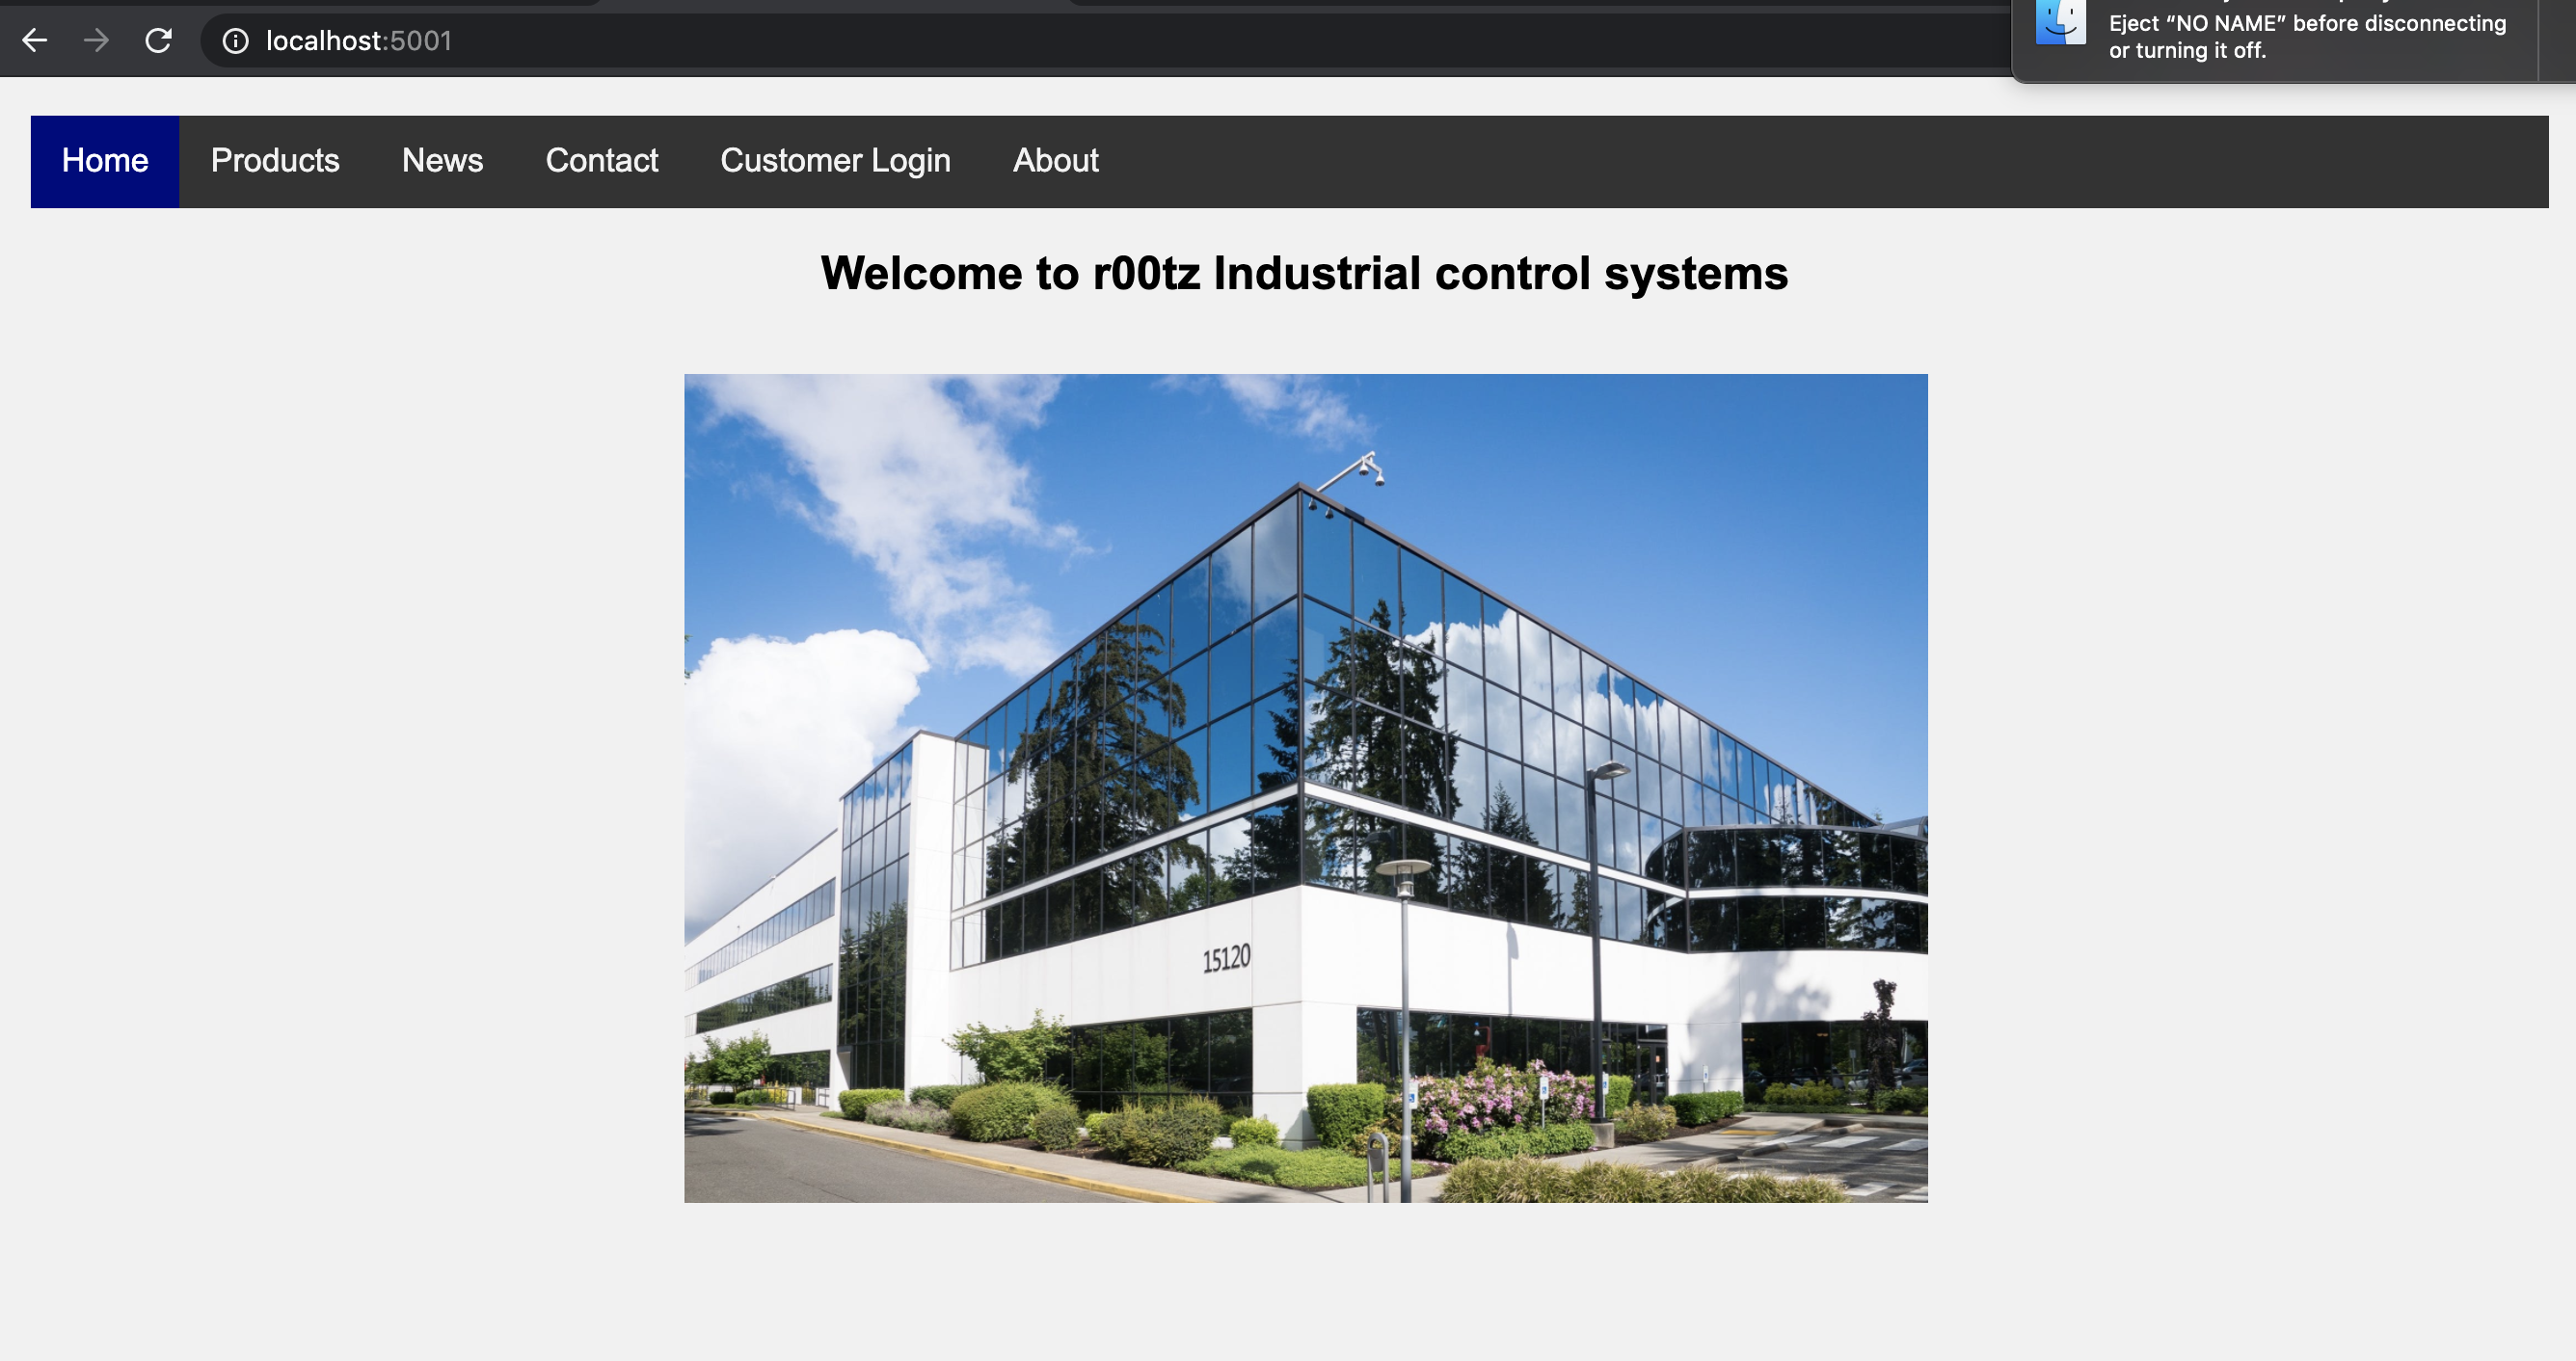 localhost:5001
Eject “NO NAME” before disconnecting
or turning it off.
Home Products News Contact Customer Login About
Welcome to r00tz Industrial control systems
15120